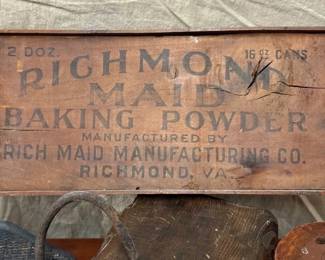 2 DOZ. 16 OZ CANS
RICHMOND
MAID
BAKING POWDER
MANUFACTURED BY
RICH MAID MANUFACTURING CO.
RICHMOND, VA.